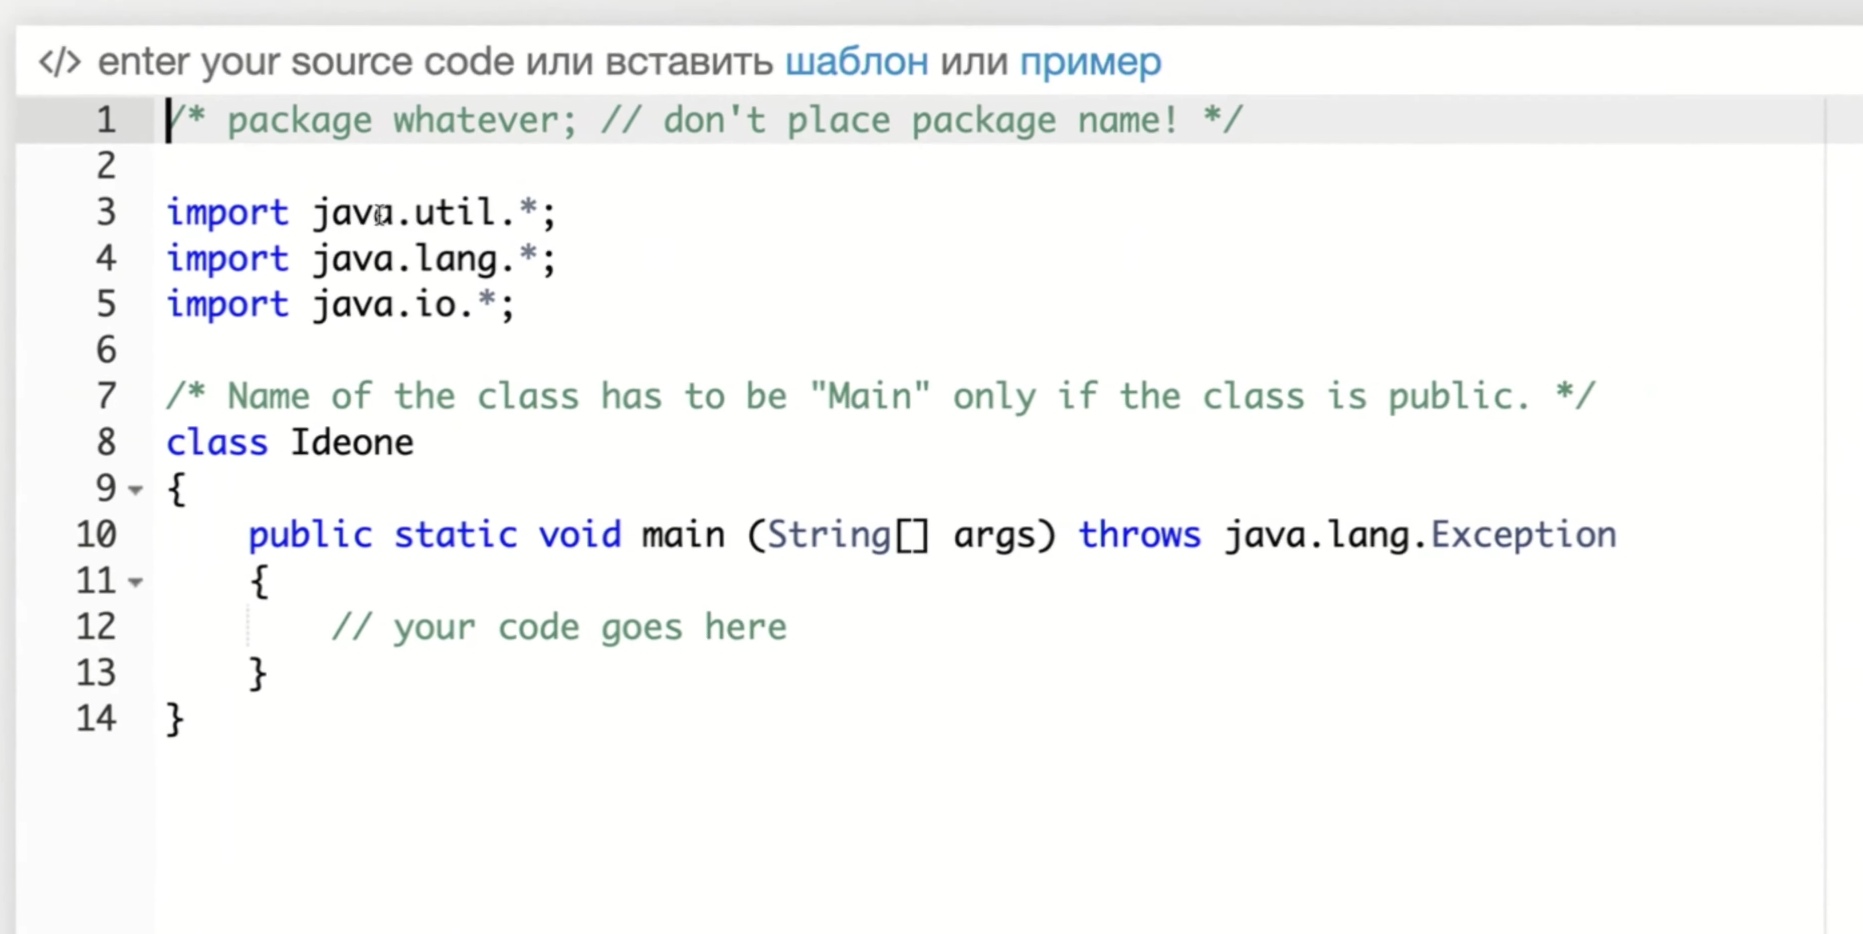 </> enter your source code или вставить шаблон или пример
1 /* package whatever; // don't place package name! */
2
3 import java.util.*;
4 import java.lang.*;
5 import java.io.*;
6
7 /* Name of the class has to be "Main" only if the class is public. */
8 class Ideone
9 {
10 public static void main (String[] args) throws java.lang.Exception
11 {
12 // your code goes here
13 }
14 }